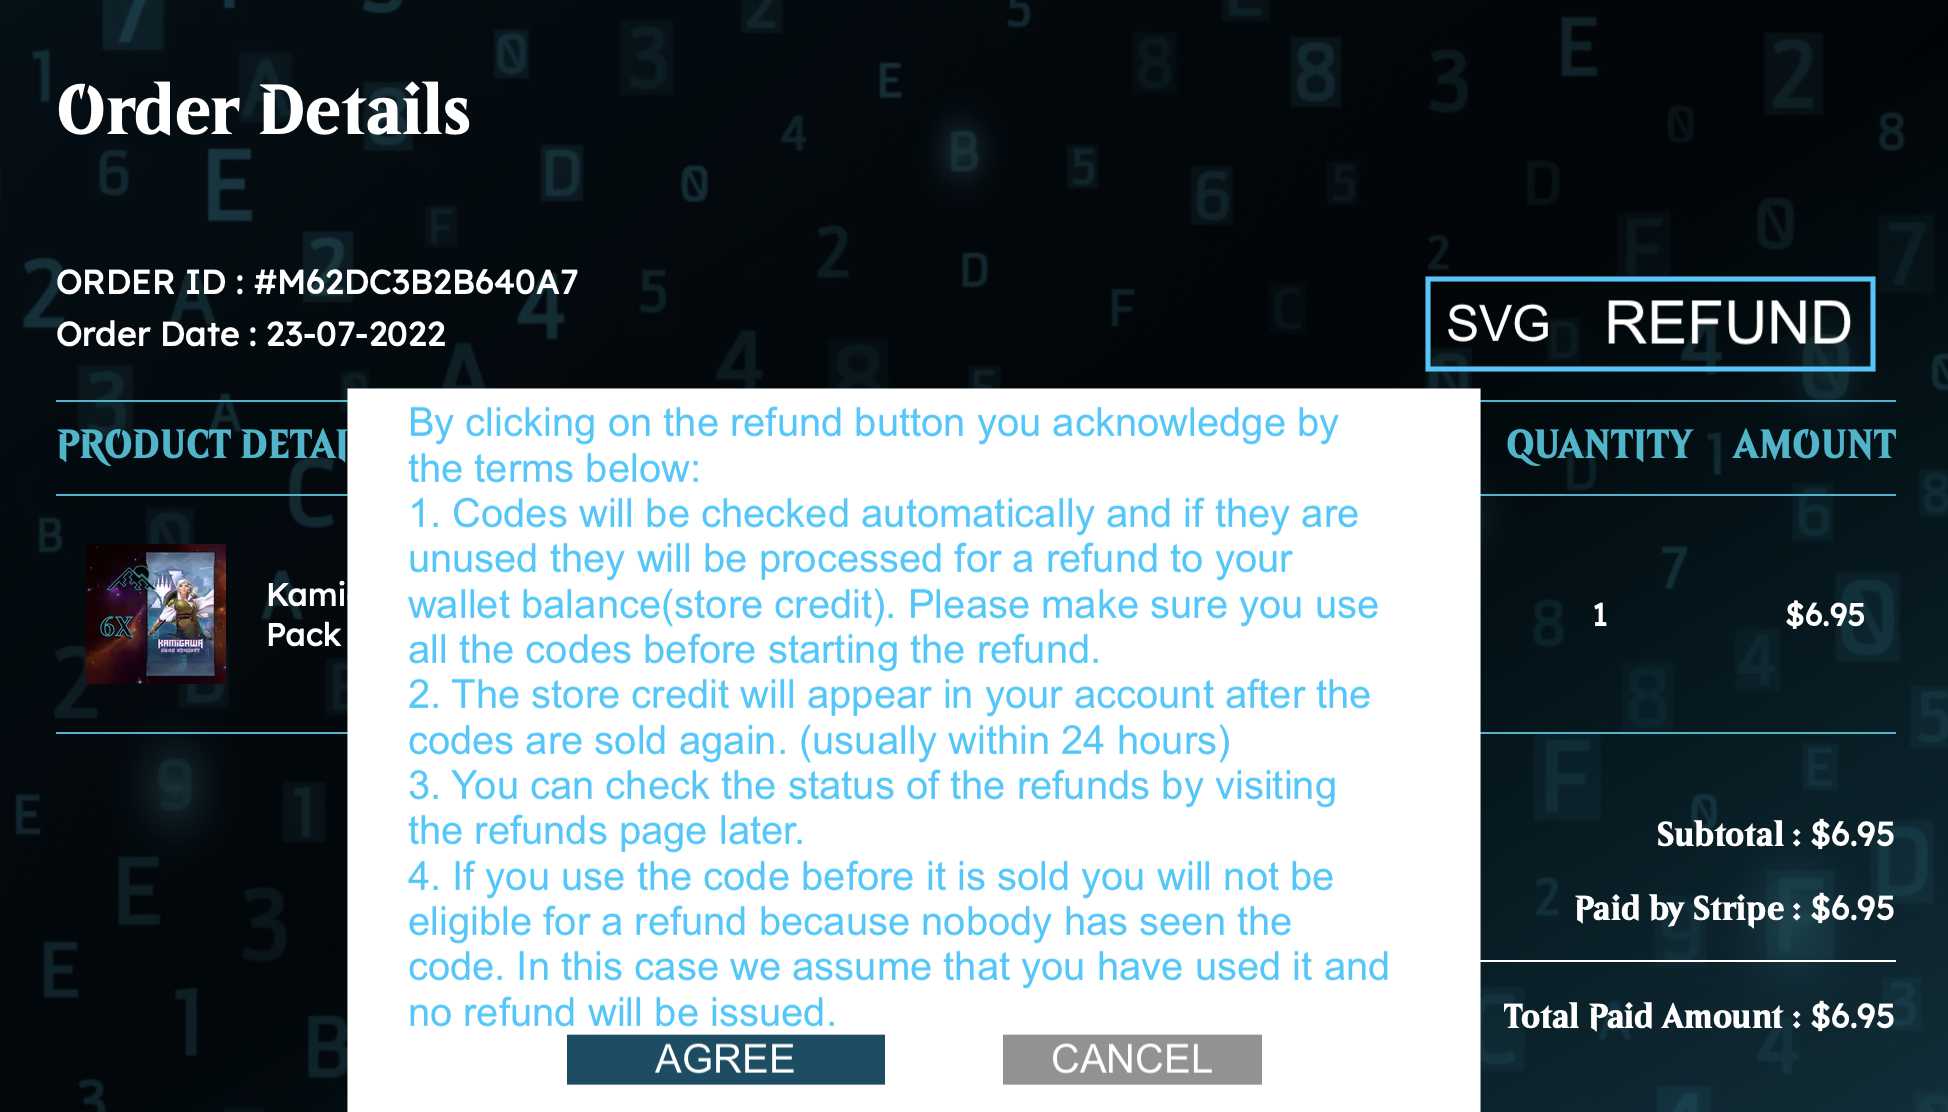 Order Details
ORDER ID : #M62DC3B2B640A7
Order Date : 23-07-2022
SVG REFUND
PRODUCT DETAI
QUANTITY AMOUNT
By clicking on the refund button you acknowledge by
the terms below:
1. Codes will be checked automatically and if they are
unused they will be processed for a refund to your
wallet balance(store credit). Please make sure you use
all the codes before starting the refund.
2. The store credit will appear in your account after the
codes are sold again. (usually within 24 hours)
3. You can check the status of the refunds by visiting
the refunds page later.
4. If you use the code before it is sold you will not be
eligible for a refund because nobody has seen the
code. In this case we assume that you have used it and
no refund will be issued.
AGREE CANCEL
6X
KAMIGAWA
Kami
Pack
1 $6.95
Subtotal : $6.95
Paid by Stripe : $6.95
Total Paid Amount : $6.95